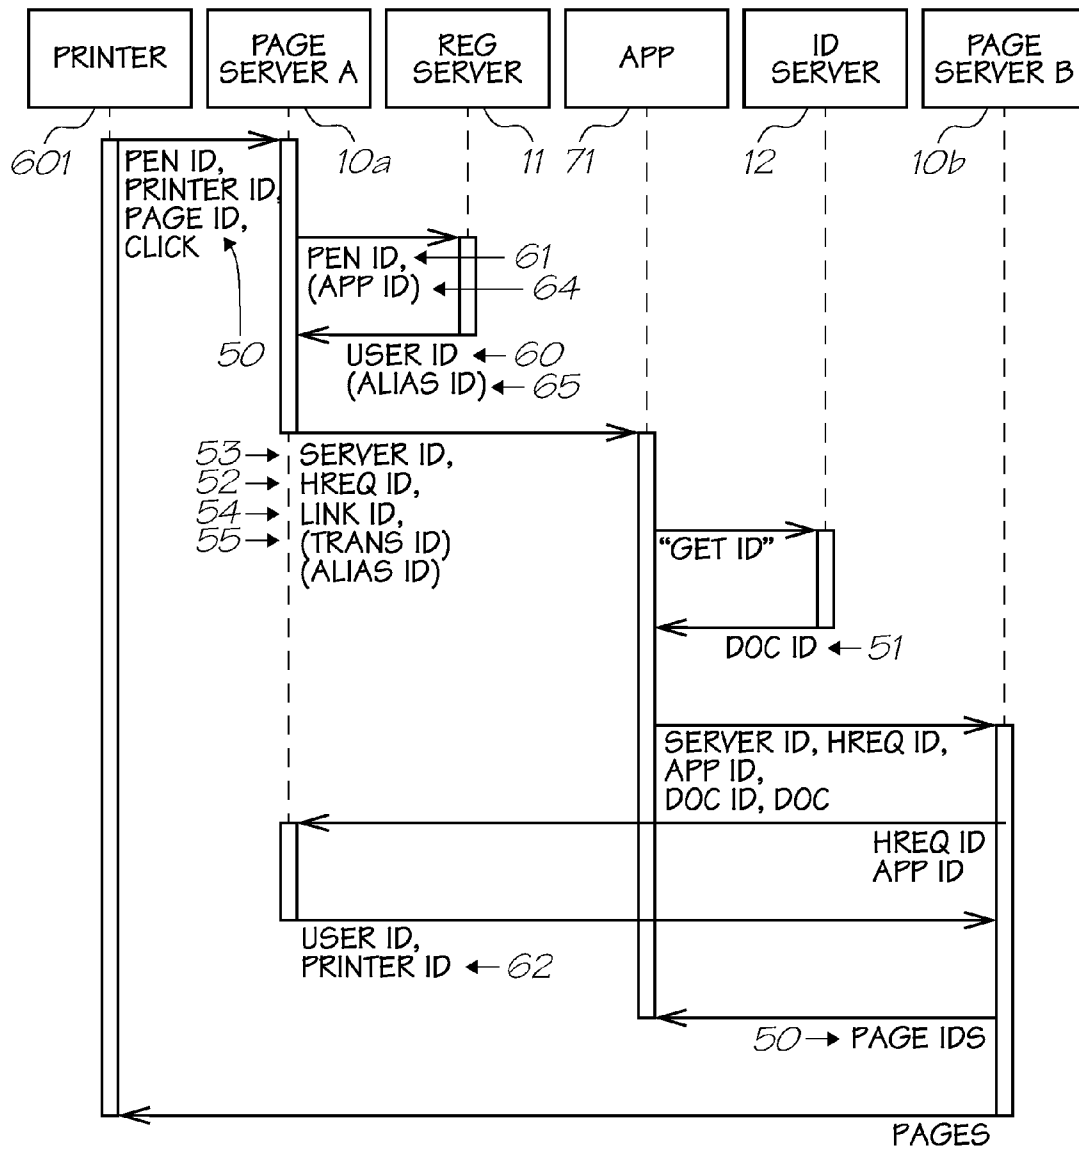 PRINTER
PAGE
SERVER A
REG
SERVER
APP
ID
SERVER
PAGE
SERVER B
601
10a
11
71
12
10b
PEN ID,
PRINTER ID,
PAGE ID,
CLICK
50
PEN ID,
61
(APP ID)
64
USER ID
60
(ALIAS ID)
65
53
SERVER ID,
52
HREQ ID,
54
LINK ID,
55
(TRANS ID)
(ALIAS ID)
“GET ID”
DOC ID
51
SERVER ID, HREQ ID,
APP ID,
DOC ID, DOC
HREQ ID
APP ID
USER ID,
PRINTER ID
62
50
PAGE IDS
PAGES